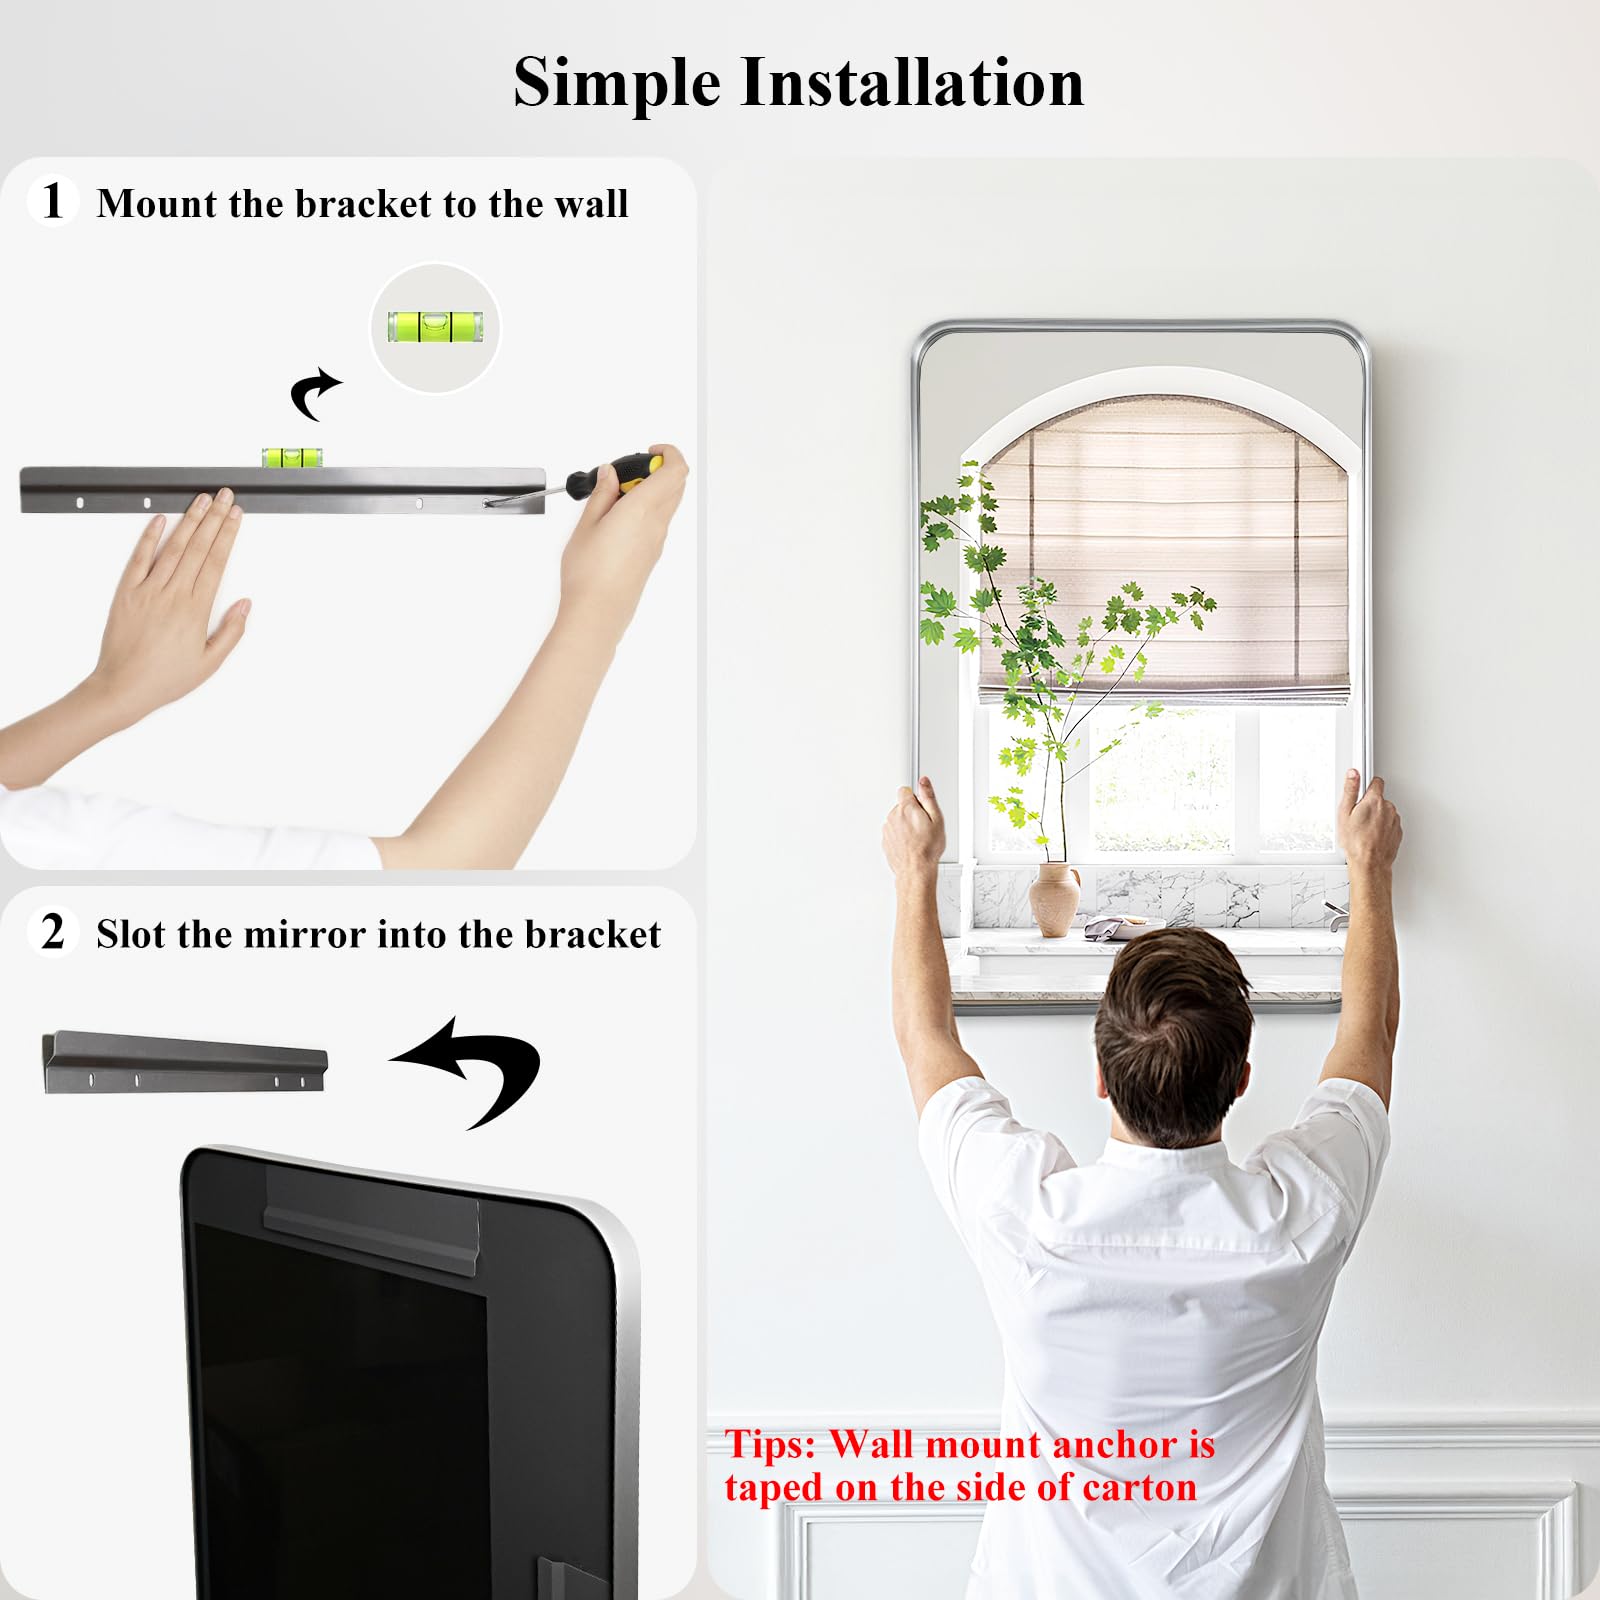 Simple Installation
1 Mount the bracket to the wall
2 Slot the mirror into the bracket
Tips: Wall mount anchor is
taped on the side of carton